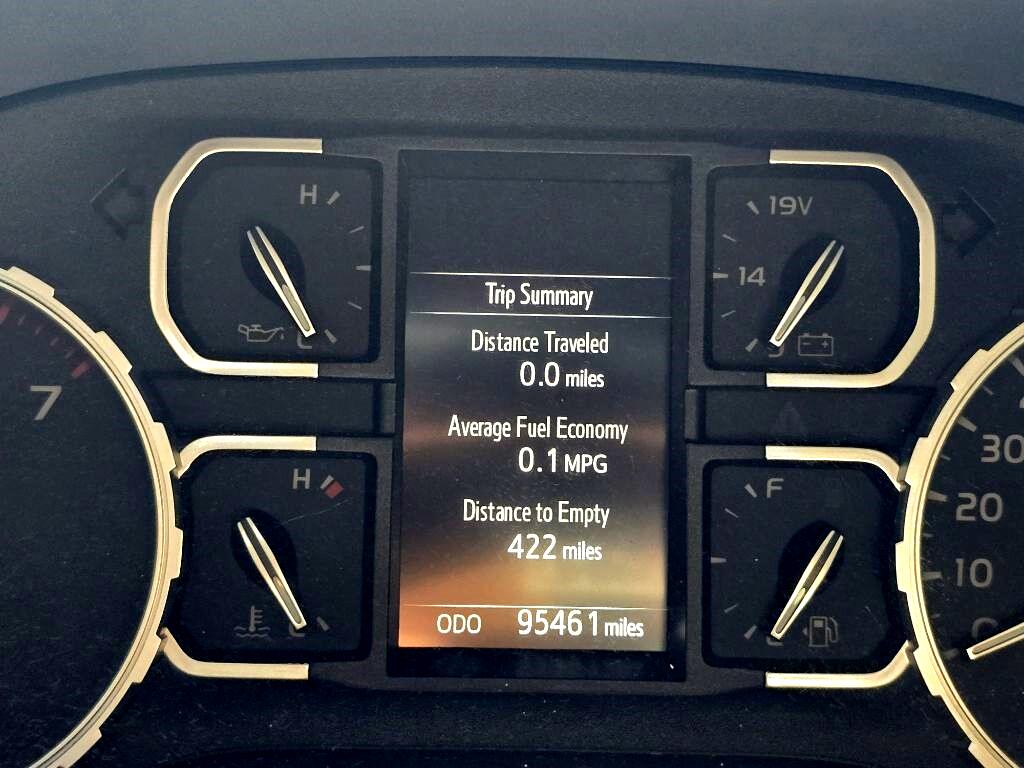 H
19V
14
9
Trip Summary
Distance Traveled
0.0 miles
Average Fuel Economy
0.1 MPG
Distance to Empty
422 miles
ODO 95461 miles
7
H
F
30
20
10